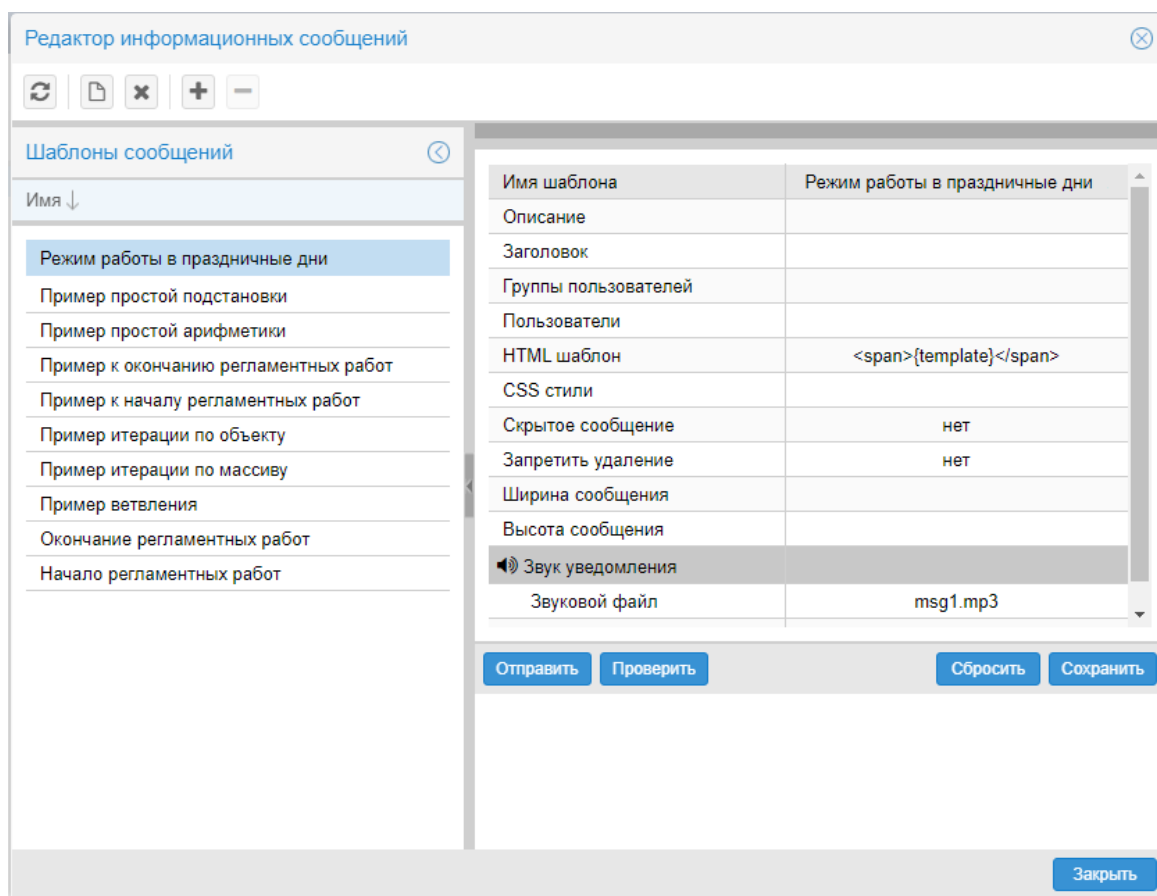 Редактор информационных сообщений
Шаблоны сообщений
Имя
Режим работы в праздничные дни
Пример простой подстановки
Пример простой арифметики
Пример к окончанию регламентных работ
Пример к началу регламентных работ
Пример итерации по объекту
Пример итерации по массиву
Пример ветвления
Окончание регламентных работ
Начало регламентных работ
Имя шаблона Режим работы в праздничные дни
Описание
Заголовок
Группы пользователей
Пользователи
HTML шаблон <span>{template}</span>
CSS стили
Скрытое сообщение нет
Запретить удаление нет
Ширина сообщения
Высота сообщения
Звук уведомления
Звуковой файл msg1.mp3
Отправить Проверить Сбросить Сохранить
Закрыть